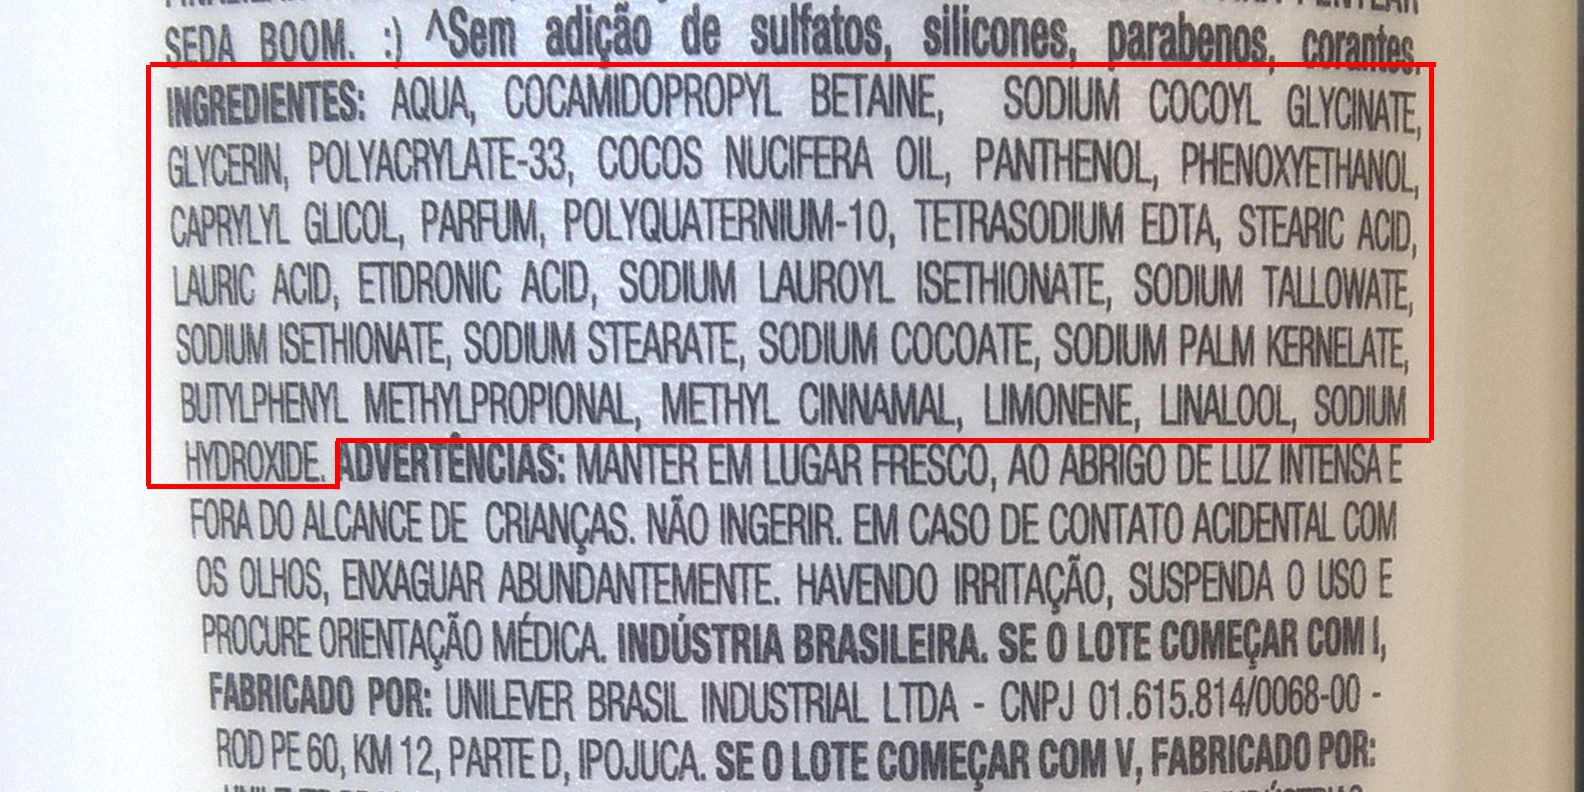 SEDA BOOM. :) ^Sem adição de sulfatos, silicones, parabenos, corantes.
INGREDIENTES: AQUA, COCAMIDOPROPYL BETAINE, SODIUM COCOYL GLYCINATE,
GLYCERIN, POLYACRYLATE-33, COCOS NUCIFERA OIL, PANTHENOL, PHENOXYETHANOL,
CAPRYLYL GLICOL, PARFUM, POLYQUATERNIUM-10, TETRASODIUM EDTA, STEARIC ACID,
LAURIC ACID, ETIDRONIC ACID, SODIUM LAUROYL ISETHIONATE, SODIUM TALLOWATE,
SODIUM ISETHIONATE, SODIUM STEARATE, SODIUM COCOATE, SODIUM PALM KERNELATE,
BUTYLPHENYL METHYLPROPIONAL, METHYL CINNAMAL, LIMONENE, LINALOOL, SODIUM
HYDROXIDE. ADVERTÊNCIAS: MANTER EM LUGAR FRESCO, AO ABRIGO DE LUZ INTENSA E
FORA DO ALCANCE DE CRIANÇAS. NÃO INGERIR. EM CASO DE CONTATO ACIDENTAL COM
OS OLHOS, ENXAGUAR ABUNDANTEMENTE. HAVENDO IRRITAÇÃO, SUSPENDA O USO E
PROCURE ORIENTAÇÃO MÉDICA. INDÚSTRIA BRASILEIRA. SE O LOTE COMEÇAR COM I,
FABRICADO POR: UNILEVER BRASIL INDUSTRIAL LTDA - CNPJ 01.615.814/0068-00 -
ROD PE 60, KM 12, PARTE D, IPOJUCA. SE O LOTE COMEÇAR COM V, FABRICADO POR: